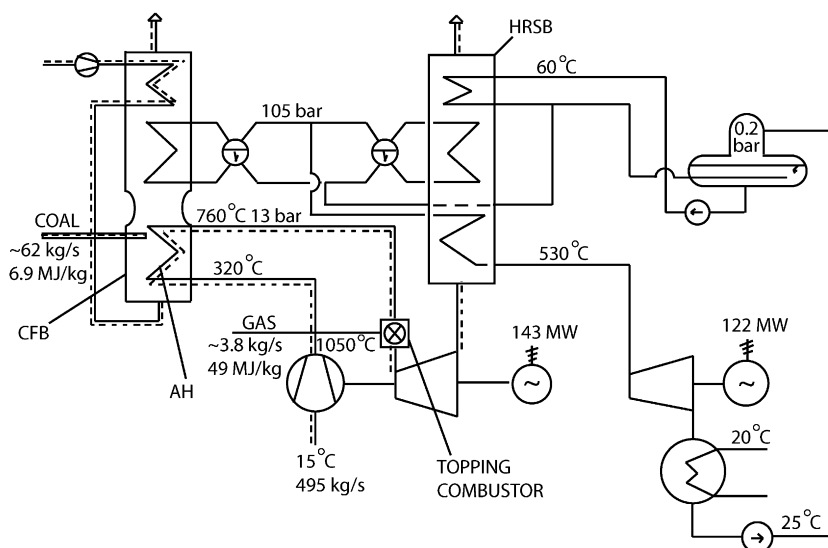 HRSB
60°C
105 bar
0.2
bar
COAL
~62 kg/s
6.9 MJ/kg
760°C 13 bar
320°C
530°C
CFB
AH
GAS
~3.8 kg/s
49 MJ/kg
1050°C
143 MW
122 MW
~
~
20°C
15°C
495 kg/s
TOPPING
COMBUSTOR
25°C